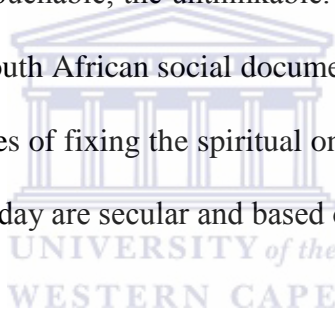 the unthinkable.
outh African social docume
es of fixing the spiritual or
day are secular and based
UNIVERSITY of the
WESTERN CAPE